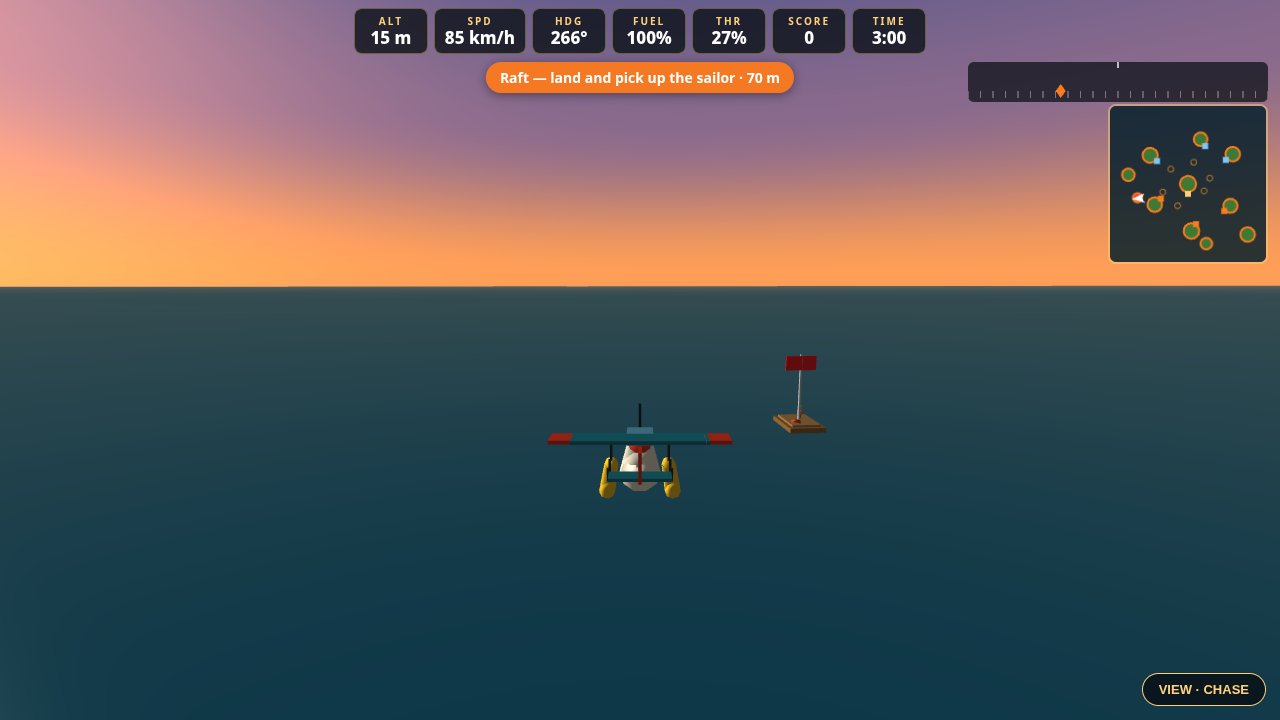 ALT
15 m
SPD
85 km/h
HDG
266°
FUEL
100%
THR
27%
SCORE
0
TIME
3:00
Raft — land and pick up the sailor · 70 m
VIEW · CHASE